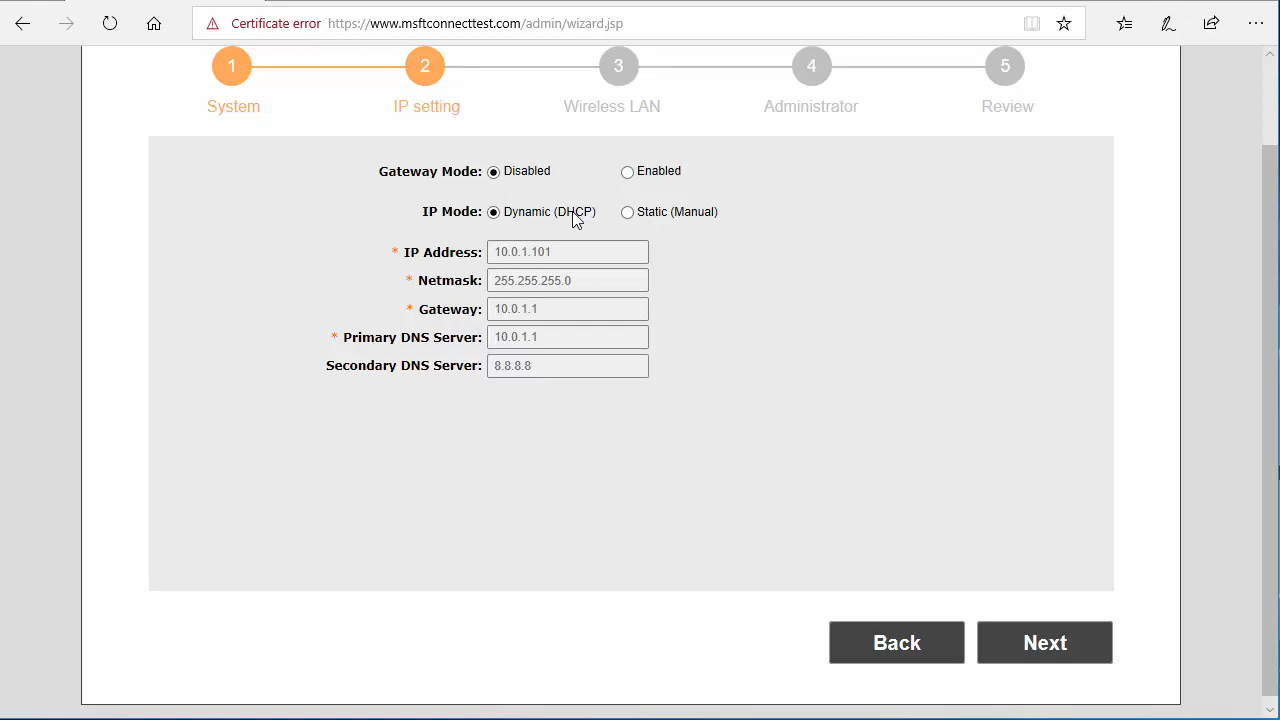 Certificate error https://www.msftconnecttest.com/admin/wizard.jsp
1 2 3 4 5
System IP setting Wireless LAN Administrator Review
Gateway Mode: Disabled Enabled
IP Mode: Dynamic (DHCP) Static (Manual)
* IP Address: 10.0.1.101
* Netmask: 255.255.255.0
* Gateway: 10.0.1.1
* Primary DNS Server: 10.0.1.1
Secondary DNS Server: 8.8.8.8
Back Next